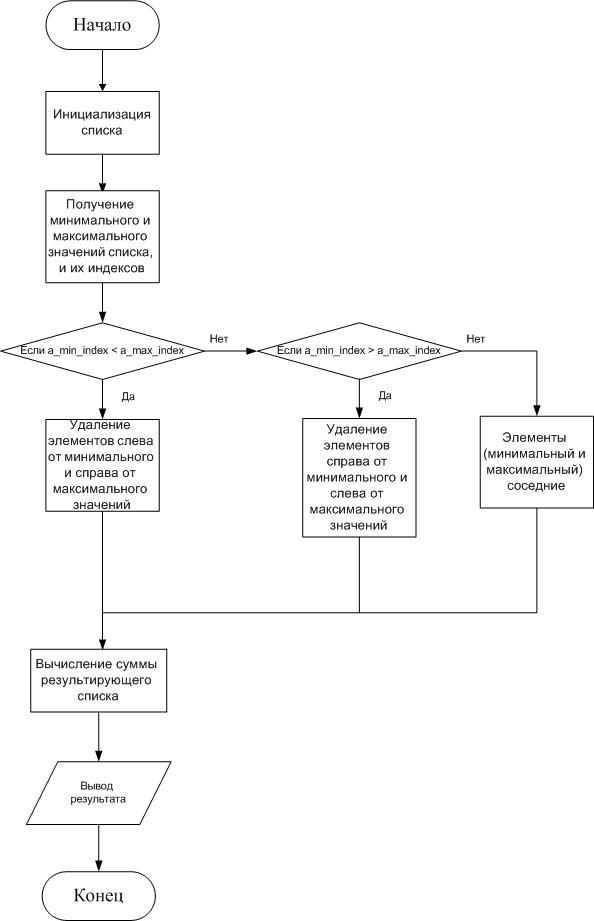 Начало
Инициализация
списка
Получение
минимального и
максимального
значений списка,
и их индексов
Если a_min_index < a_max_index
Нет
Если a_min_index > a_max_index
Нет
Да
Да
Удаление
элементов слева
от минимального
и справа от
максимального
значений
Удаление
элементов
справа от
минимального и
слева от
максимального
значений
Элементы
(минимальный и
максимальный)
соседние
Вычисление суммы
результирующего
списка
Вывод
результата
Конец